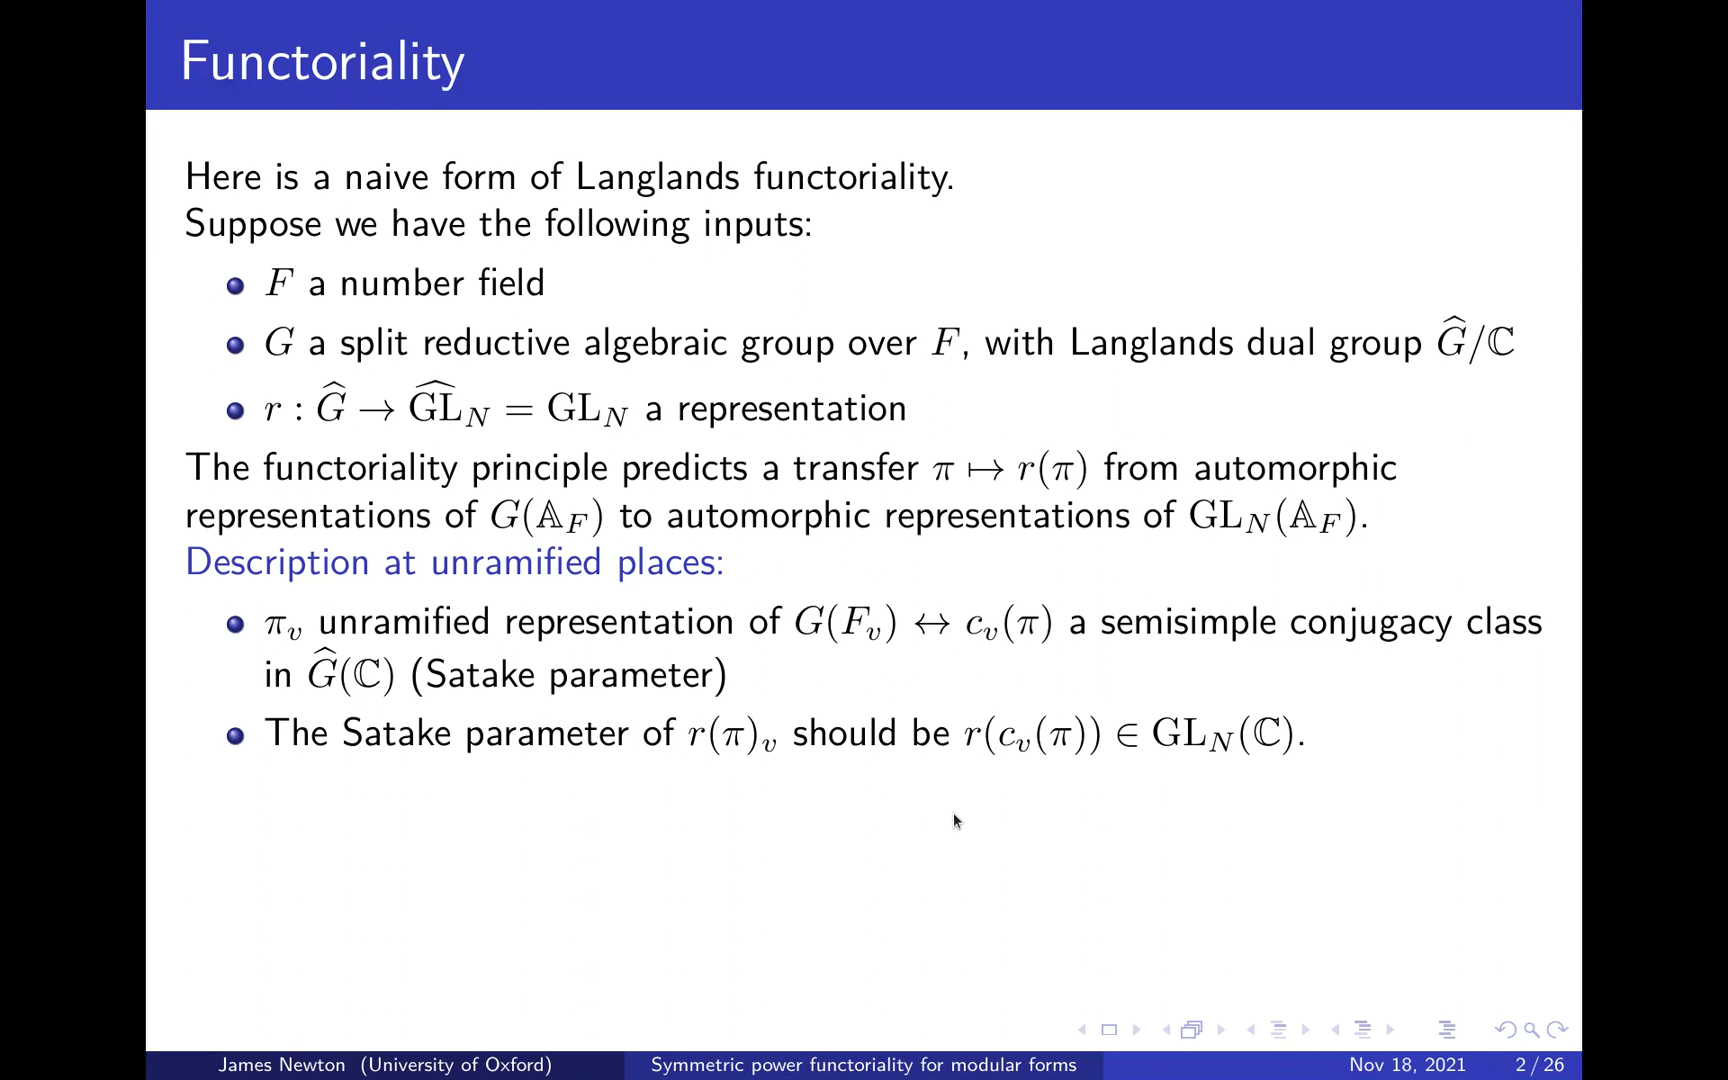 Functoriality
Here is a naive form of Langlands functoriality.
Suppose we have the following inputs:
F a number field
G a split reductive algebraic group over F, with Langlands dual group Ĝ/ℂ
r : Ĝ → \widehat{GL}_N = GL_N a representation
The functoriality principle predicts a transfer π ↦ r(π) from automorphic
representations of G(𝔸_F) to automorphic representations of GL_N(𝔸_F).
Description at unramified places:
π_v unramified representation of G(F_v) ↔ c_v(π) a semisimple conjugacy class
in Ĝ(ℂ) (Satake parameter)
The Satake parameter of r(π)_v should be r(c_v(π)) ∈ GL_N(ℂ).
James Newton (University of Oxford) Symmetric power functoriality for modular forms Nov 18, 2021 2 / 26